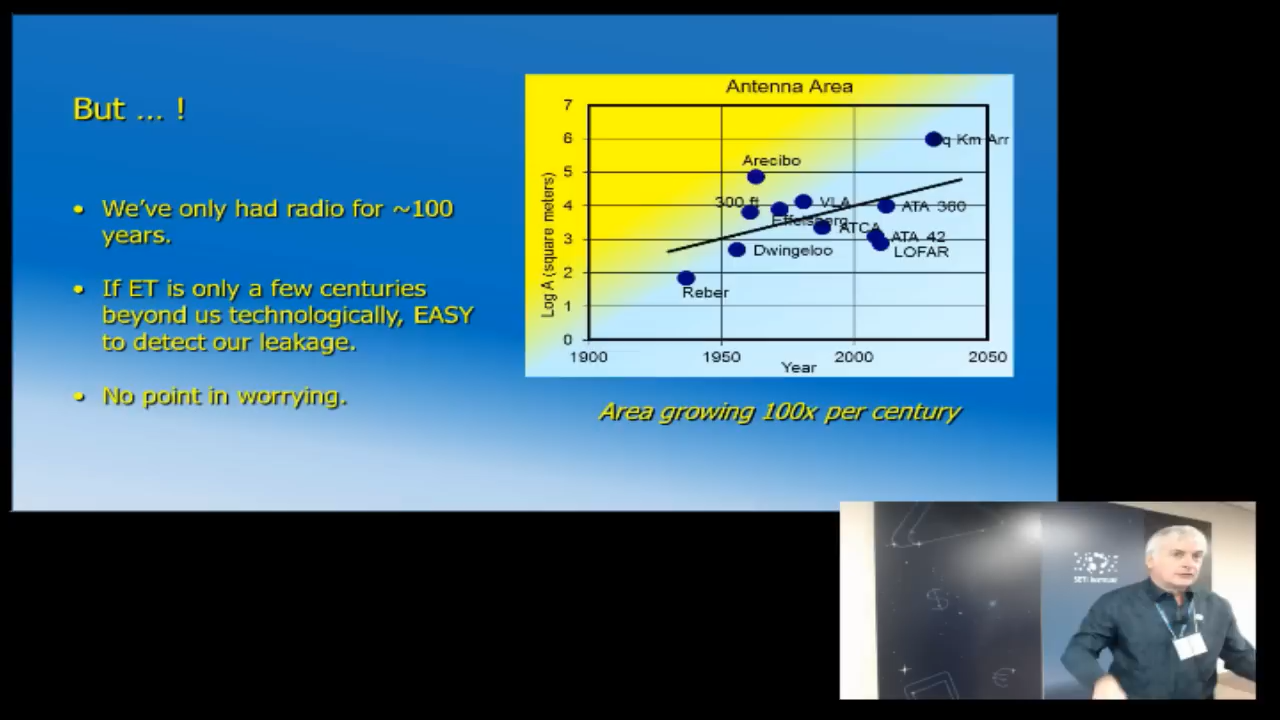 But ... !
• We've only had radio for ~100
years.
• If ET is only a few centuries
beyond us technologically, EASY
to detect our leakage.
• No point in worrying.
Antenna Area
7
6
5
4
3
2
1
0
Log A (square meters)
1900
1950
2000
2050
Year
q Km Arr
Arecibo
300 ft
VLA
ATA 360
Effelsberg
ATCA
ATA 42
LOFAR
Dwingeloo
Reber
Area growing 100x per century
$
€